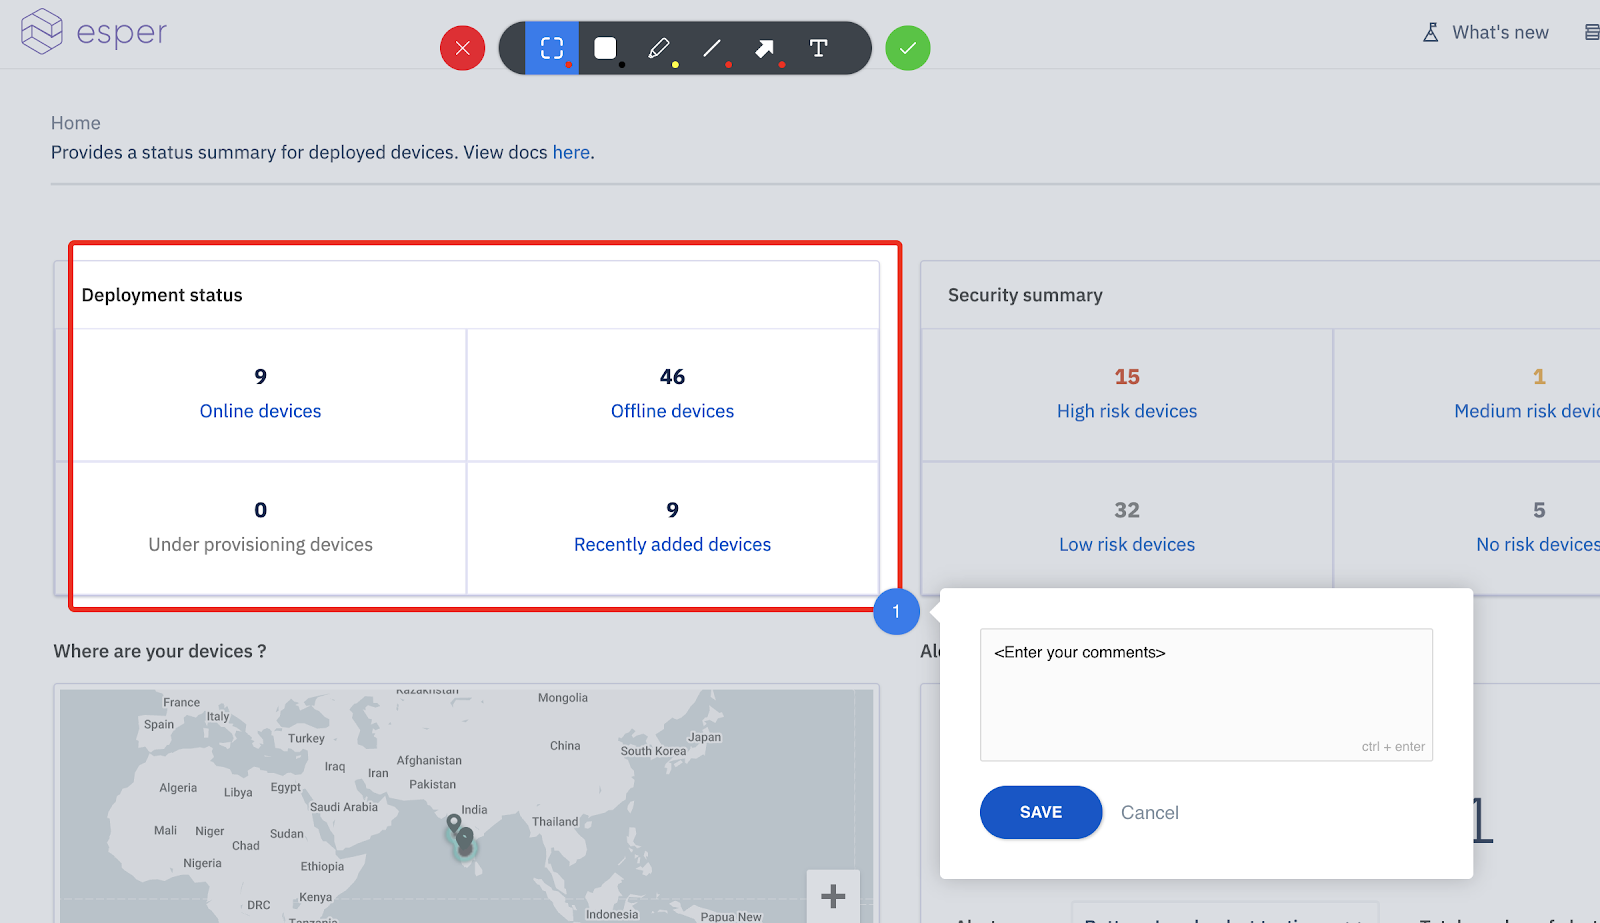 esper
T
What's new
Home
Provides a status summary for deployed devices. View docs here.
Deployment status
9
Online devices
46
Offline devices
0
Under provisioning devices
9
Recently added devices
Security summary
15
High risk devices
1
Medium risk
32
Low risk devices
5
No risk devices
1
<Enter your comments>
ctrl + enter
SAVE
Cancel
Where are your devices ?
France
Kazakhstan
Mongolia
Spain
Italy
Turkey
China
South Korea
Japan
Iraq
Iran
Afghanistan
Pakistan
Algeria
Libya
Egypt
Saudi Arabia
India
Thailand
Mali
Niger
Chad
Sudan
Nigeria
Ethiopia
DRC
Kenya
Tanzania
Indonesia
Papua New
1